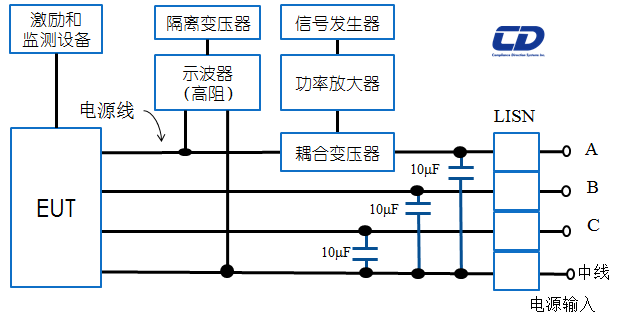 激励和
监测设备
隔离变压器
信号发生器
CD
Compliance Direction Systems Inc.
示波器
(高阻)
功率放大器
电源线
LISN
耦合变压器
A
10μF
EUT
B
10μF
C
10μF
中线
电源输入